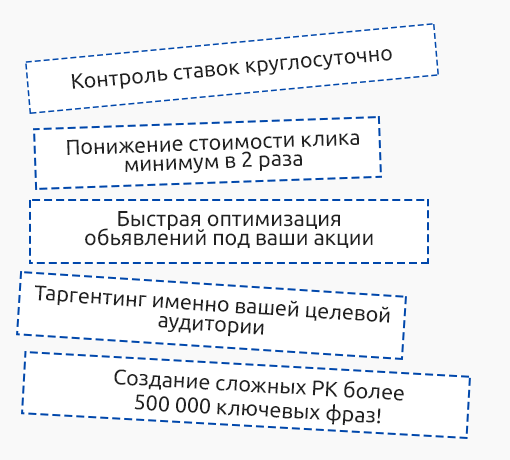 Контроль ставок круглосуточно
Понижение стоимости клика
минимум в 2 раза
Быстрая оптимизация
обьявлений под ваши акции
Таргентинг именно вашей целевой
аудитории
Создание сложных РК более
500 000 ключевых фраз!